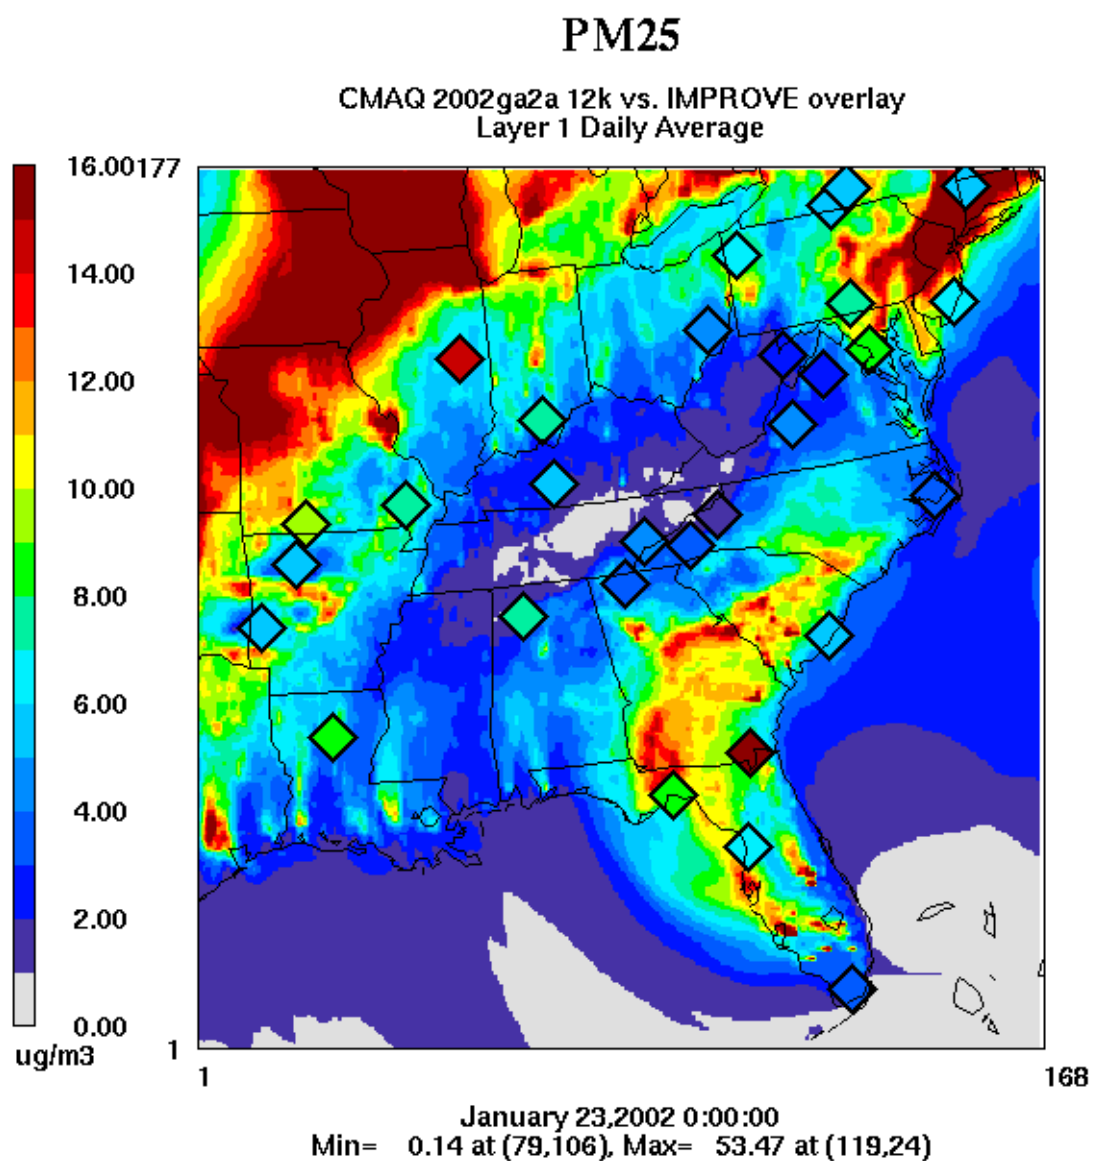 PM25
CMAQ 2002ga2a 12k vs. IMPROVE overlay
Layer 1 Daily Average
16.00
14.00
12.00
10.00
8.00
6.00
4.00
2.00
0.00
ug/m3
177
1
1
168
January 23,2002 0:00:00
Min= 0.14 at (79,106), Max= 53.47 at (119,24)